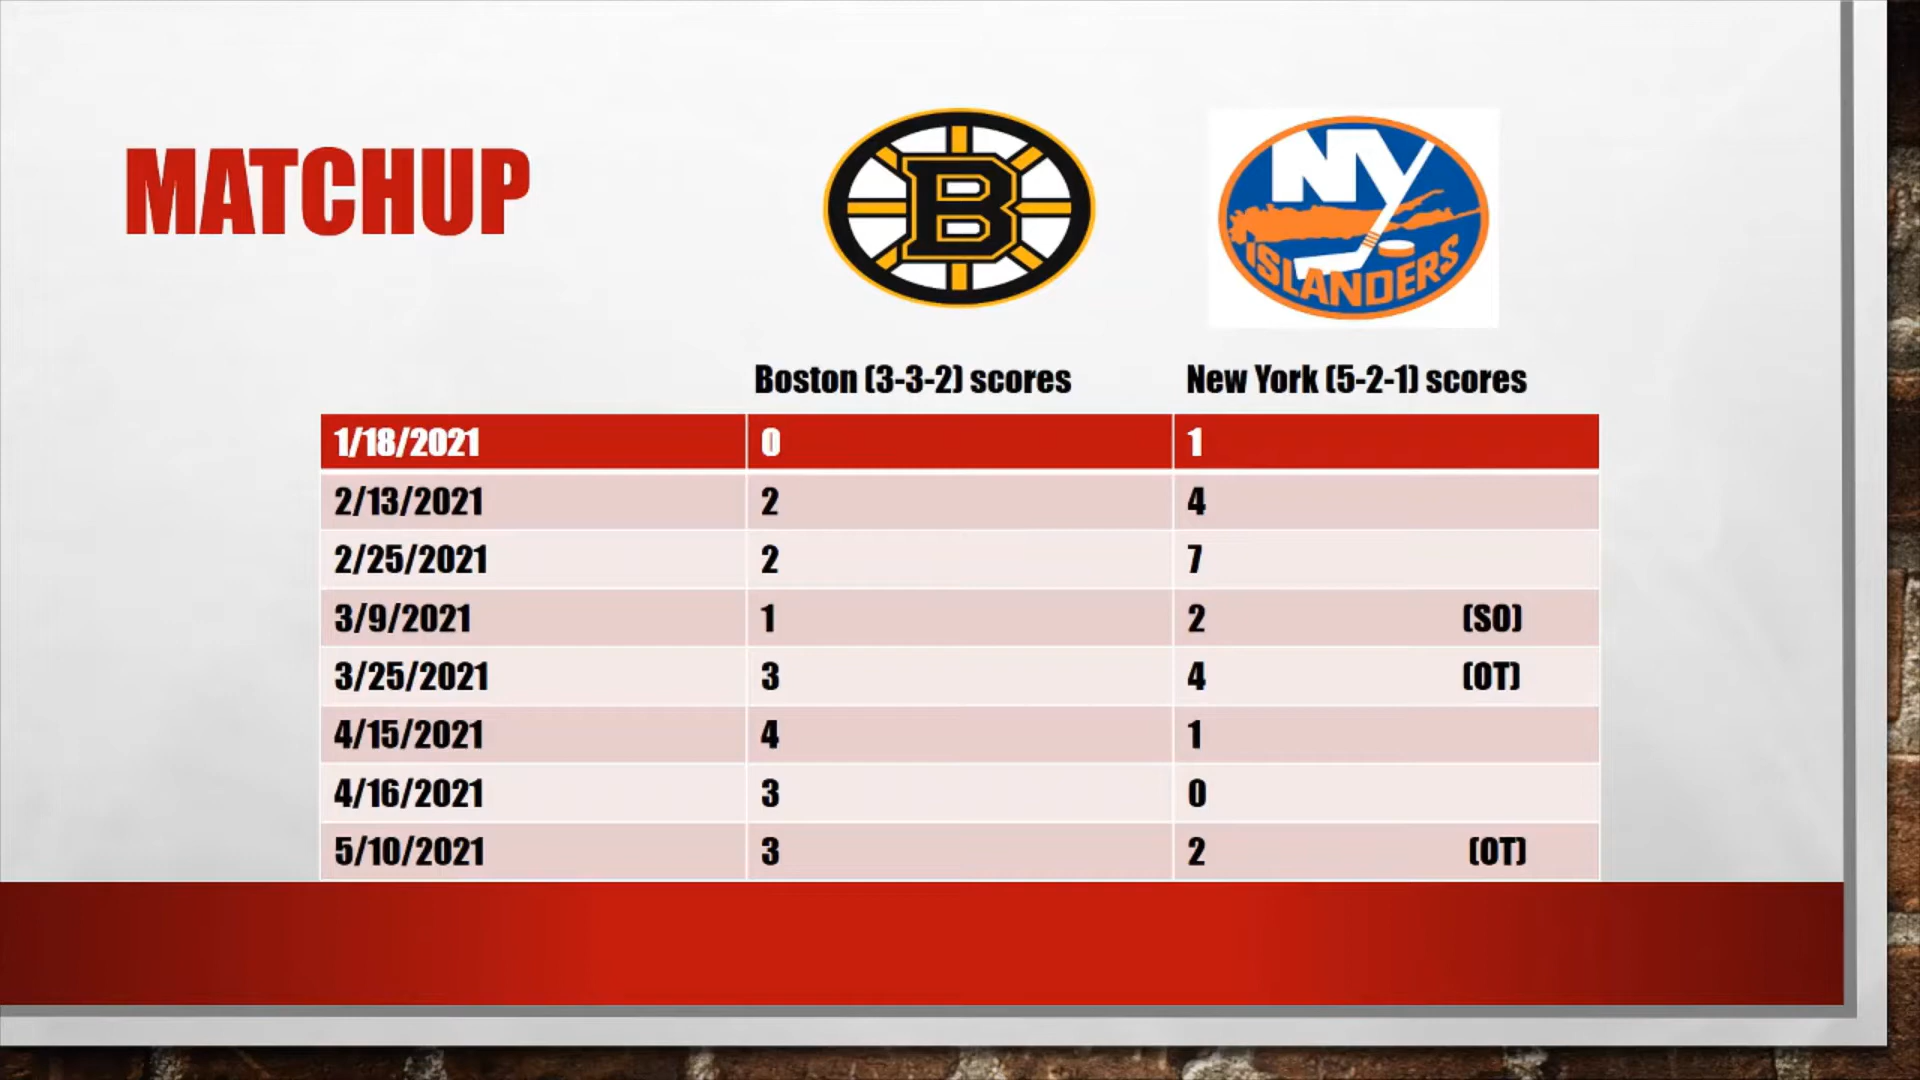 MATCHUP
B
NY
ISLANDERS
Boston (3-3-2) scores
New York (5-2-1) scores
1/18/2021 0 1
2/13/2021 2 4
2/25/2021 2 7
3/9/2021 1 2 (SO)
3/25/2021 3 4 (OT)
4/15/2021 4 1
4/16/2021 3 0
5/10/2021 3 2 (OT)